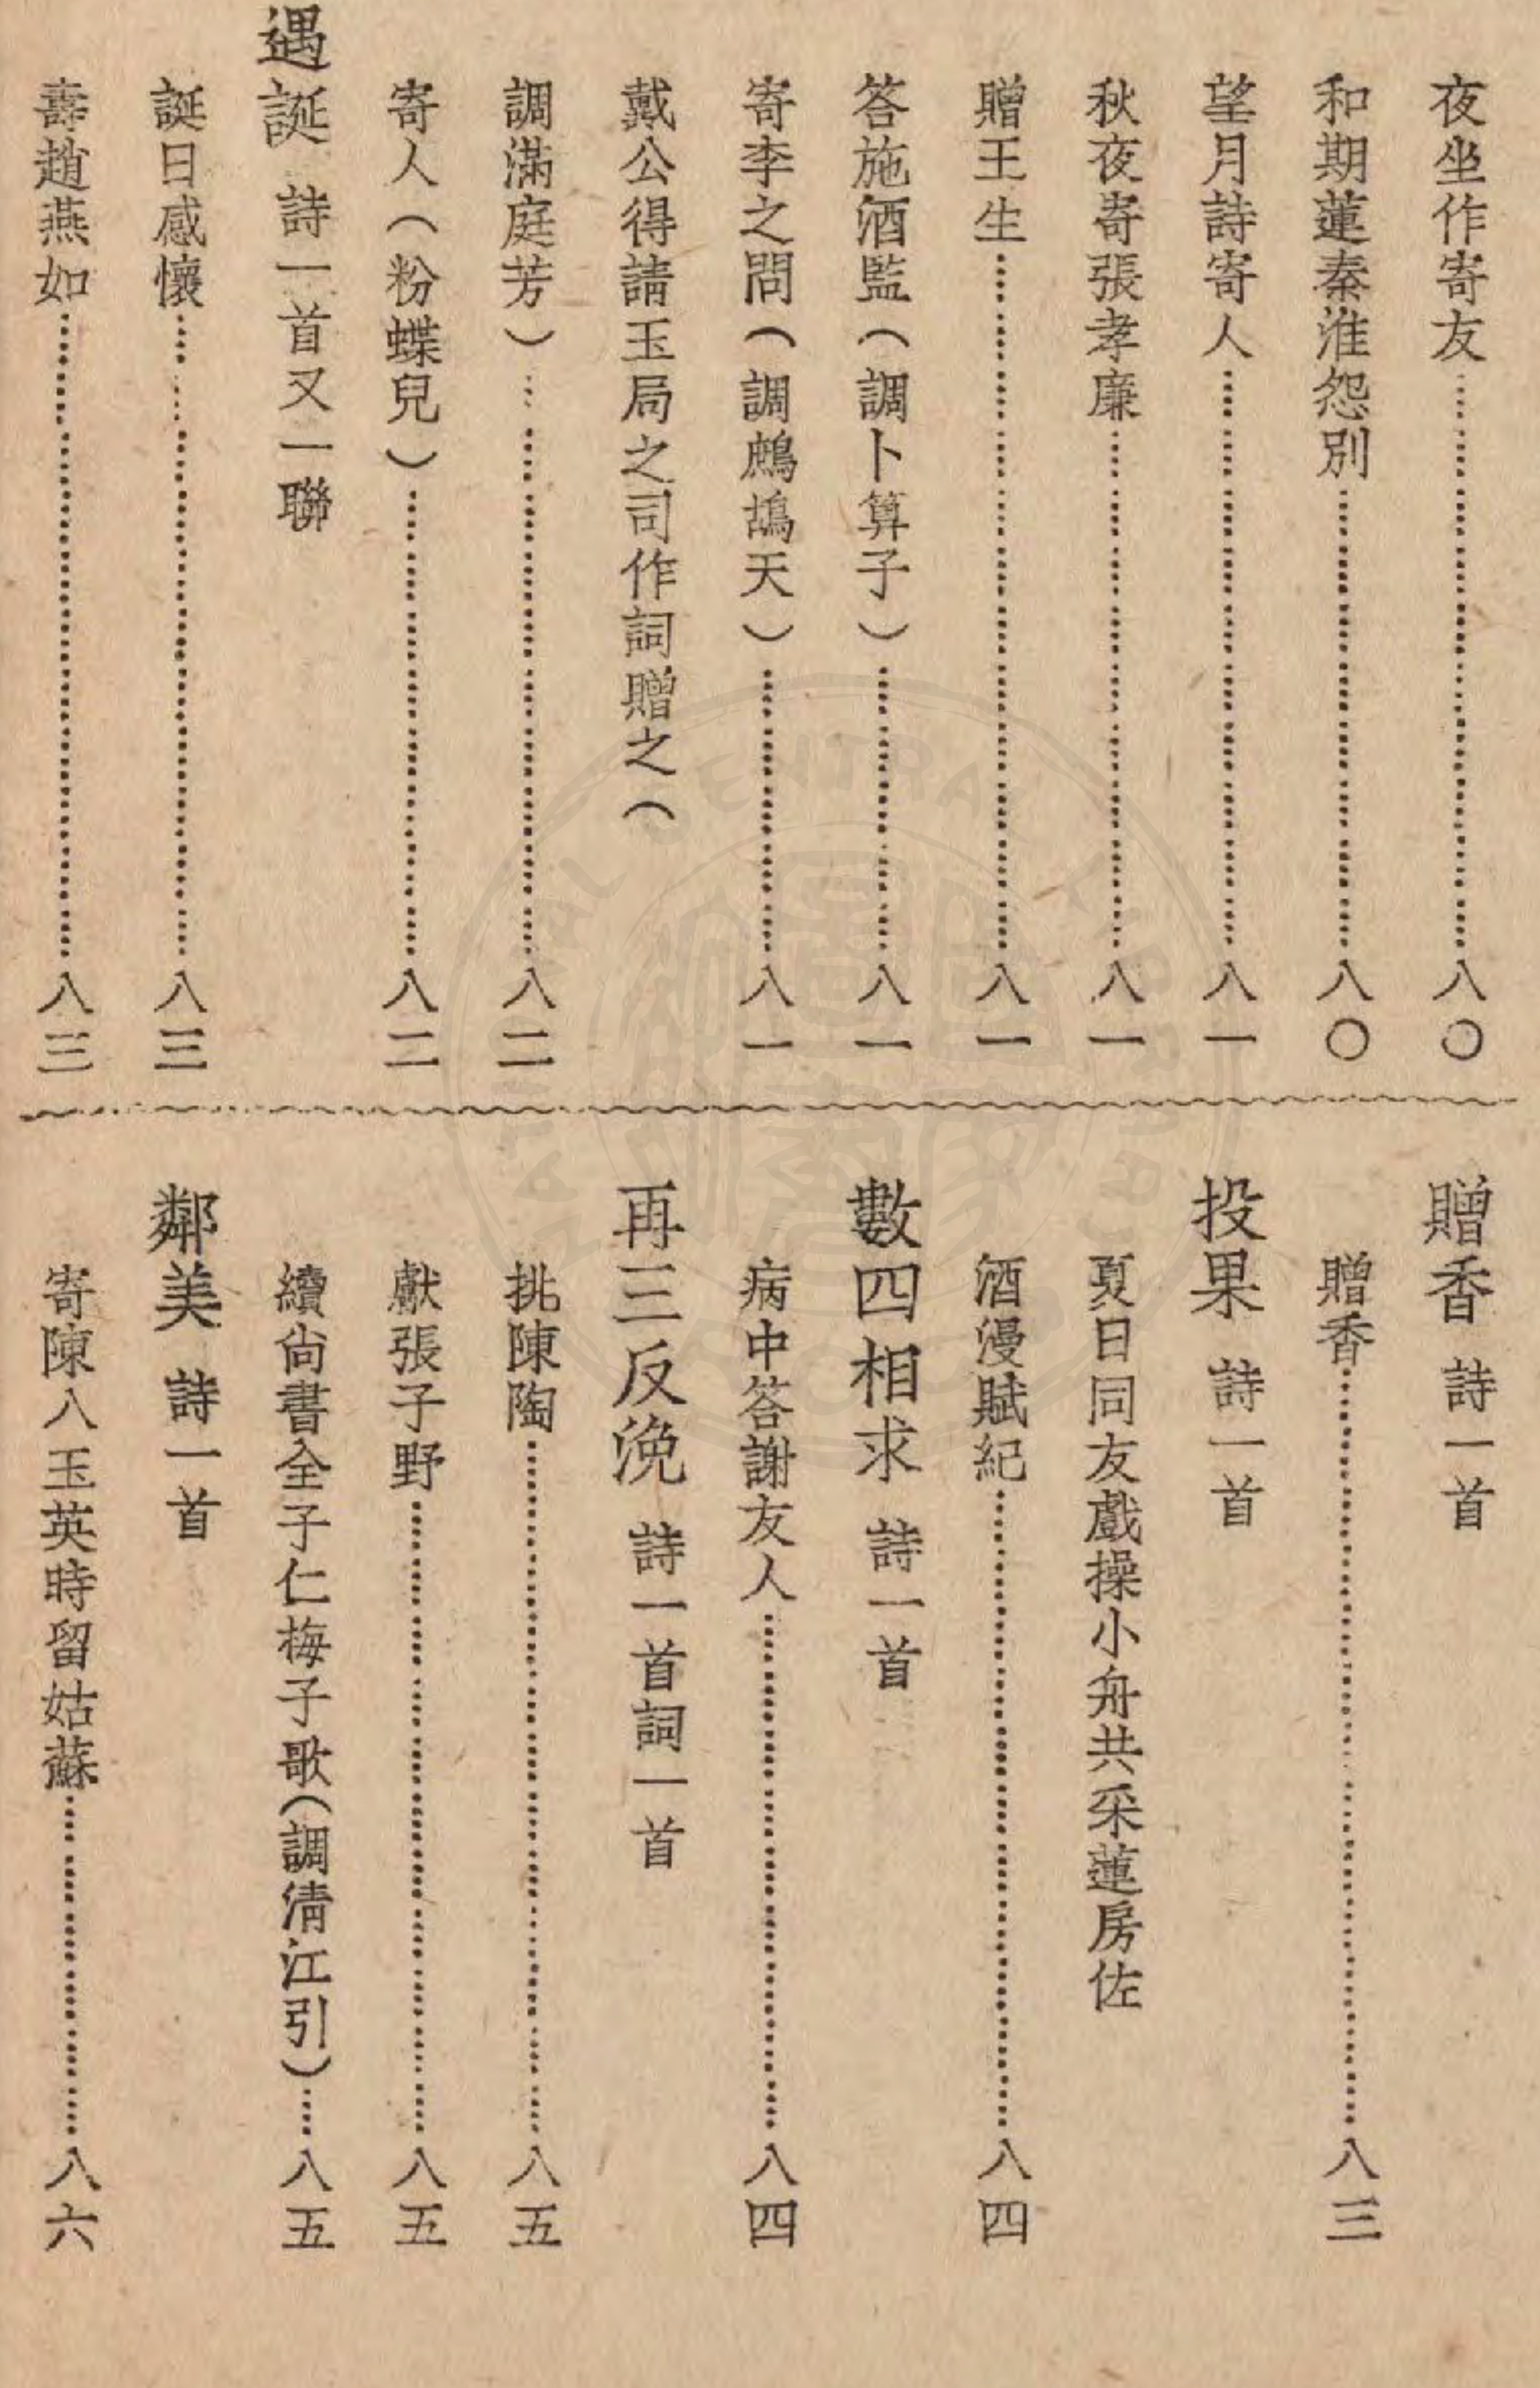 夜坐作寄友……八〇
和期蓮秦淮怨別……八〇
望月詩寄人……八一
秋夜寄張孝廉……八一
贈王生……八一
答施酒監(調卜算子)……八一
寄李之問(調鷓鴣天)……八一
戴公得請玉局之司作詞贈之(
調滿庭芳)……八二
寄人(粉蝶兒)……八二
遇誕 詩一首又一聯
誕日感懷……八三
壽趙燕如……八三
贈香 詩一首
贈香……八三
投果 詩一首
夏日同友戲操小舟共采蓮房佐
酒漫賦紀……八四
數四相求 詩一首
病中答謝友人……八四
再三反浼 詩一首詞一首
挑陳陶……八五
獻張子野……八五
續尙書全子仁梅子歌(調淸江引)……八五
鄰美 詩一首
寄陳八玉英時留姑蘇……八六